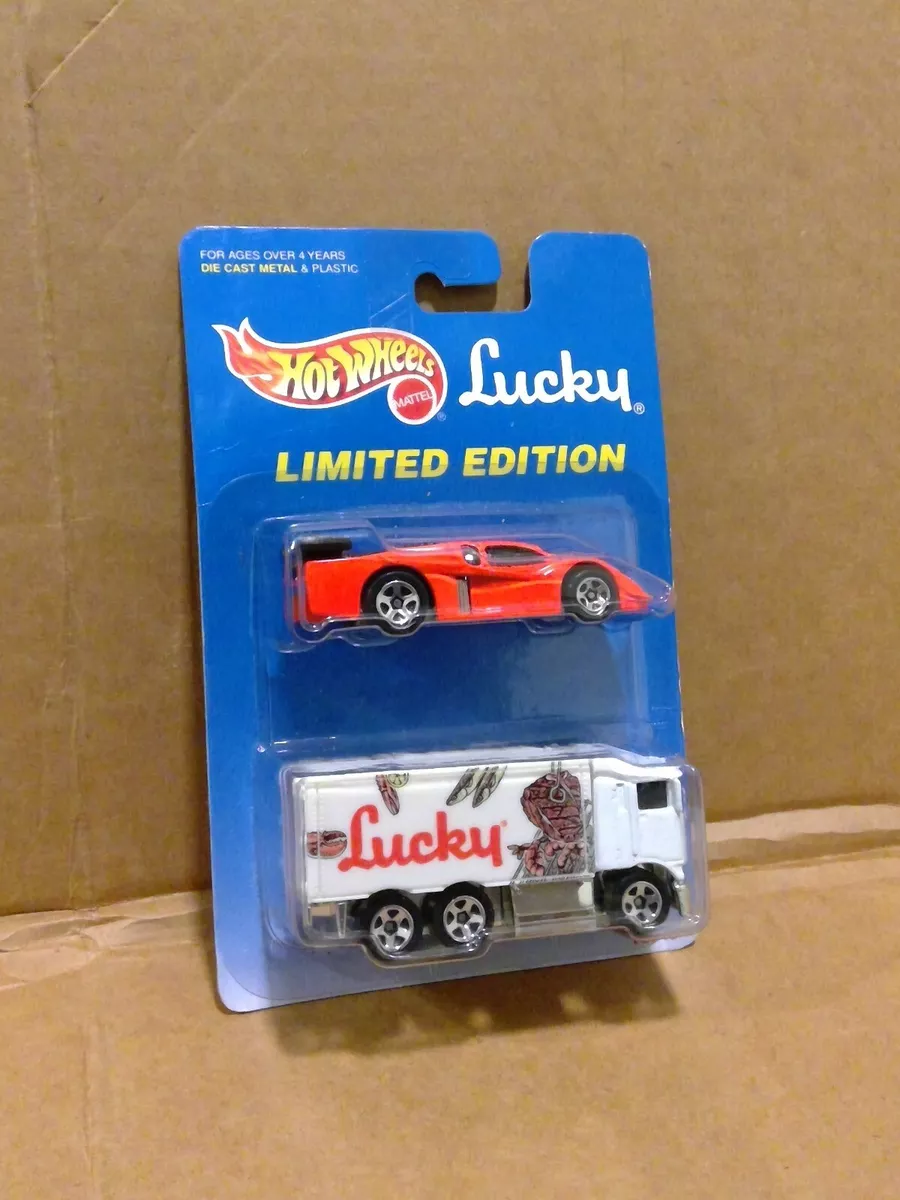 FOR AGES OVER 4 YEARS
DIE CAST METAL & PLASTIC
HOT WHEELS
MATTEL
®
Lucky®
LIMITED EDITION
Lucky